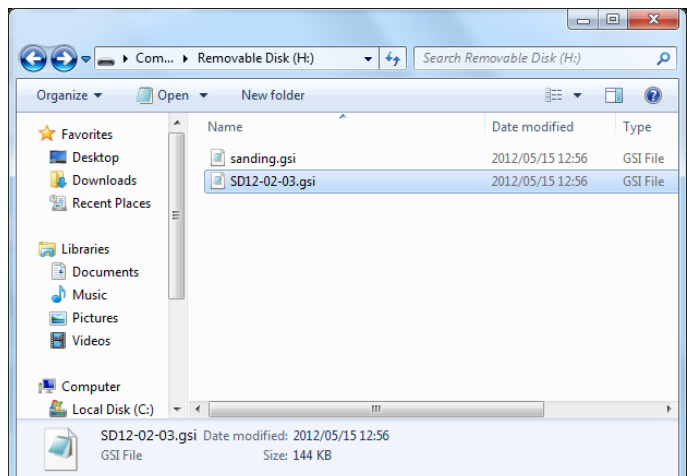 Com... Removable Disk (H:) Search Removable Disk (H:)
Organize Open New folder
Name Date modified Type
Favorites
Desktop
Downloads
Recent Places
Libraries
Documents
Music
Pictures
Videos
Computer
Local Disk (C:)
sanding.gsi 2012/05/15 12:56 GSI File
SD12-02-03.gsi 2012/05/15 12:56 GSI File
SD12-02-03.gsi Date modified: 2012/05/15 12:56
GSI File Size: 144 KB